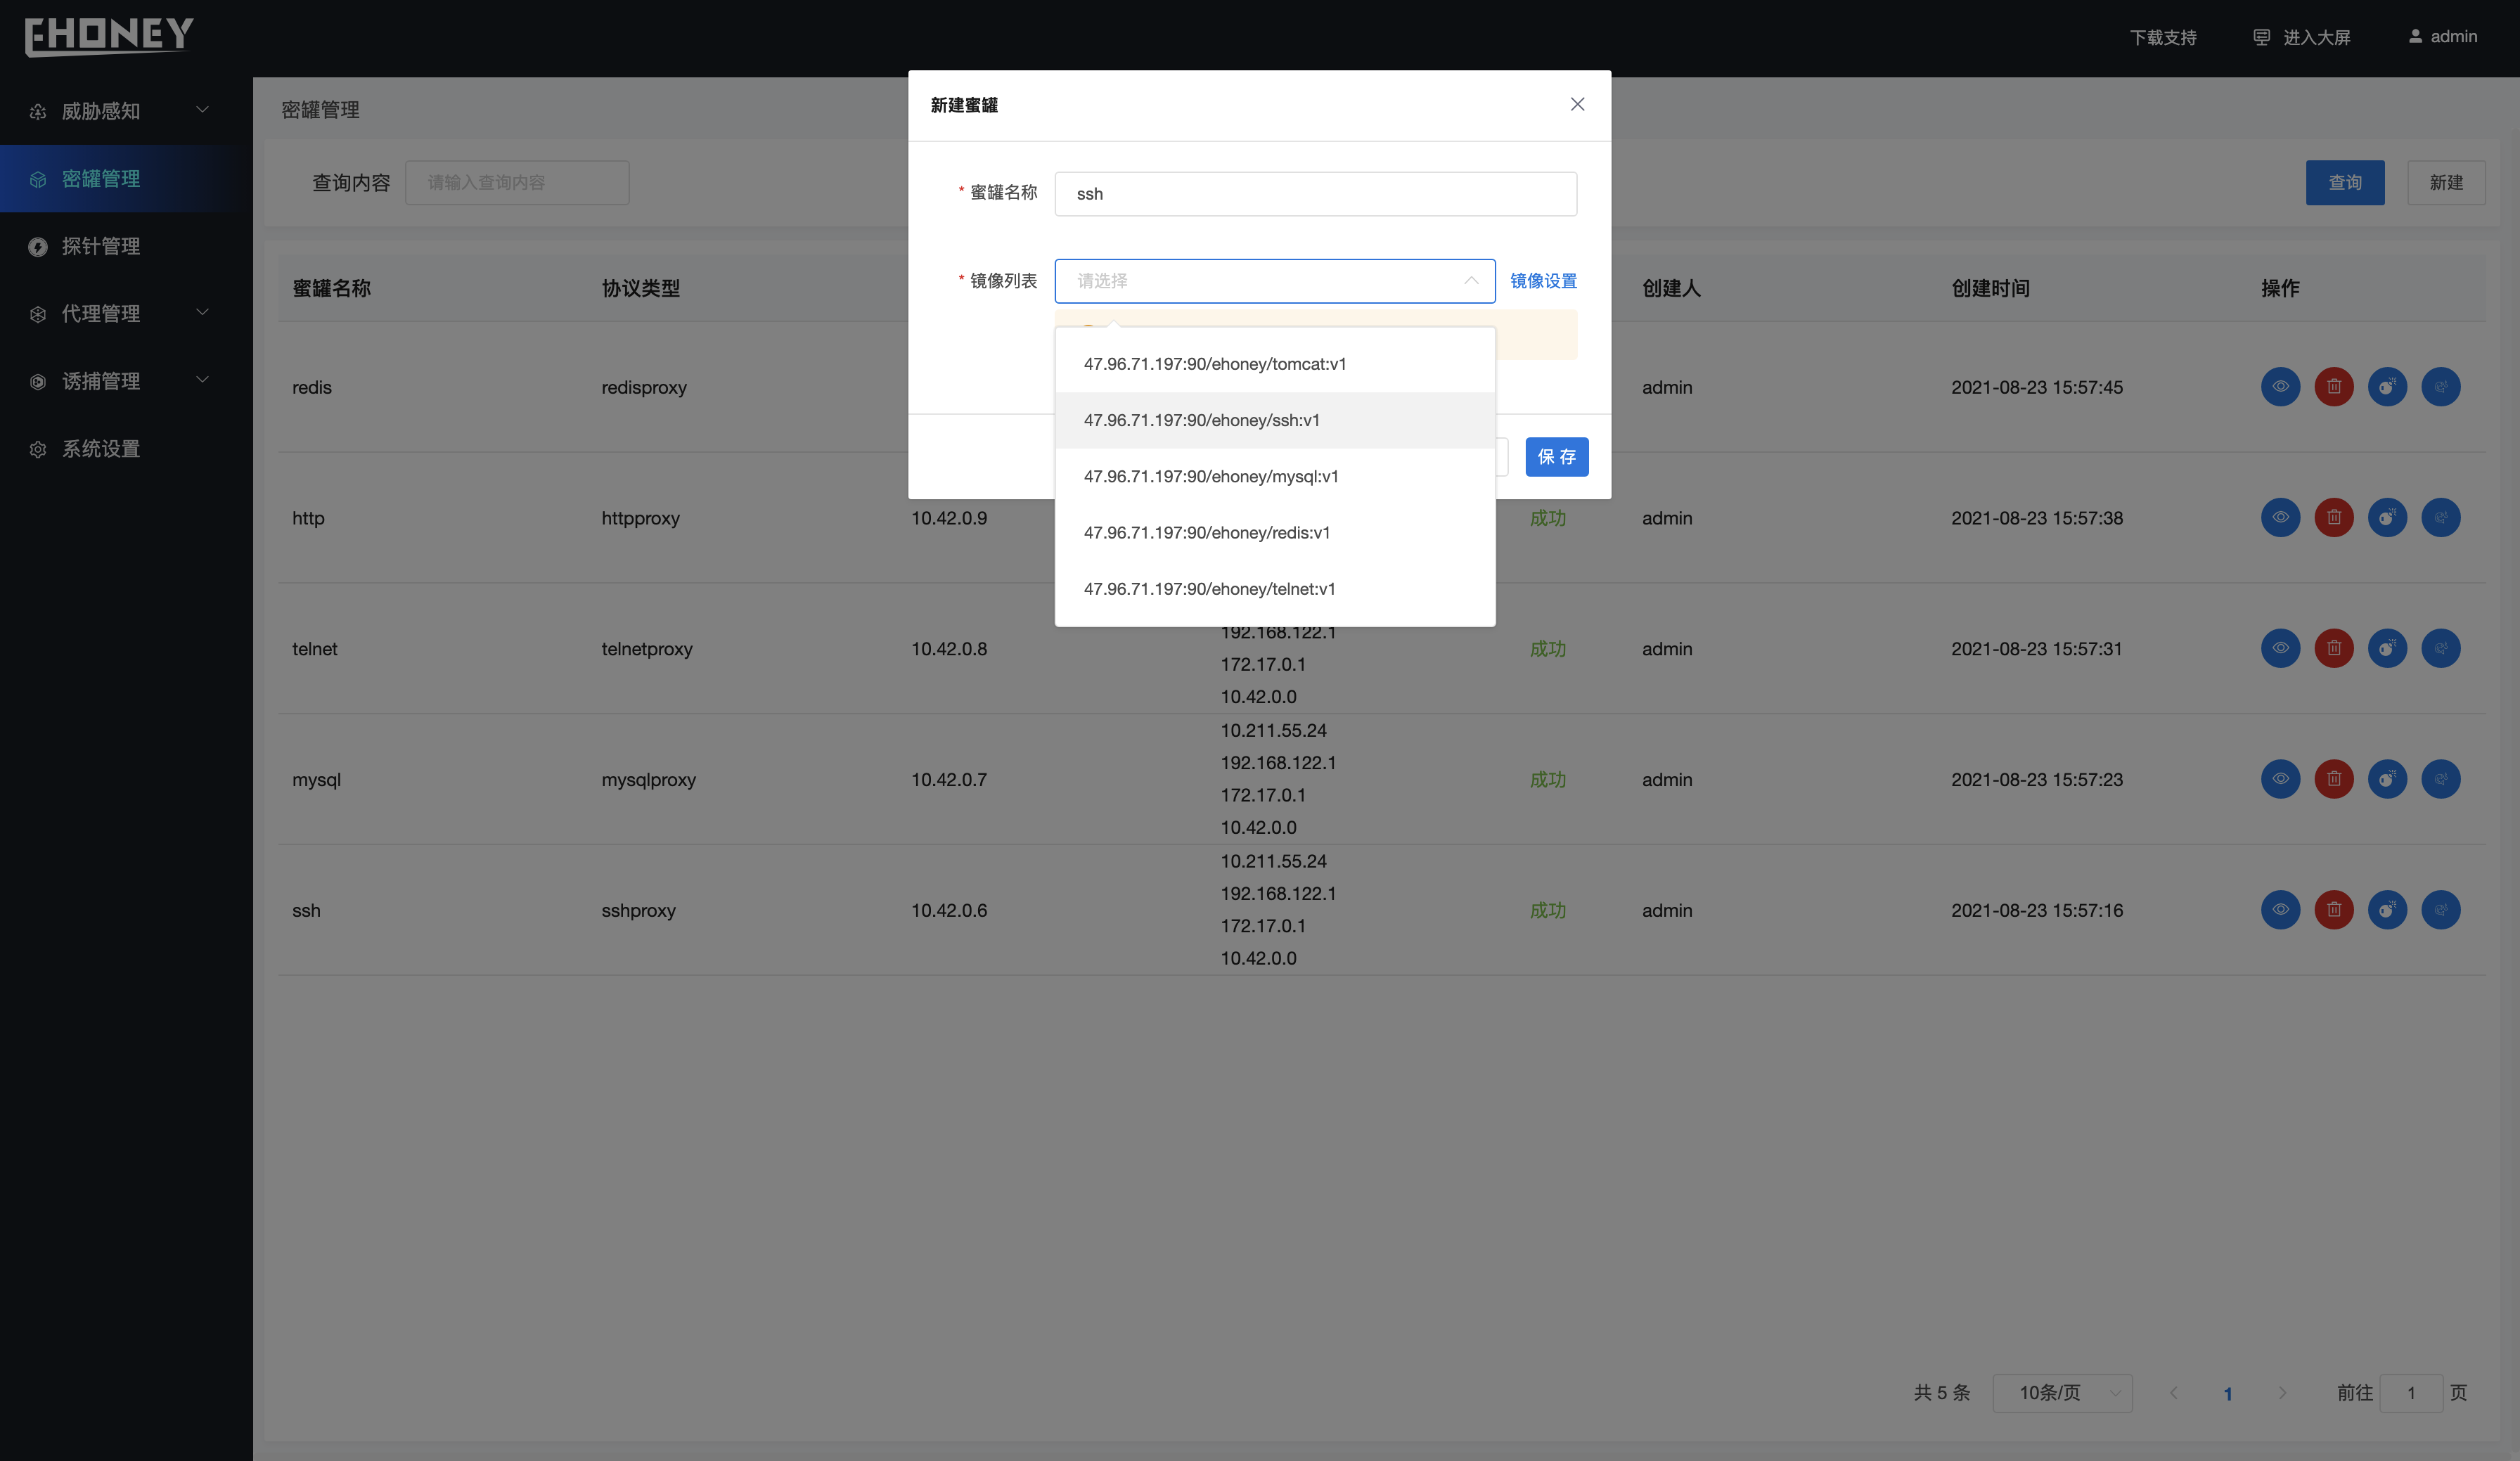 EHONEY
下载支持
进入大屏
admin
威胁感知
密罐管理
探针管理
代理管理
诱捕管理
系统设置
密罐管理
查询内容
请输入查询内容
查询
新建
新建蜜罐
* 蜜罐名称
ssh
* 镜像列表
请选择
镜像设置
47.96.71.197:90/ehoney/tomcat:v1
47.96.71.197:90/ehoney/ssh:v1
47.96.71.197:90/ehoney/mysql:v1
47.96.71.197:90/ehoney/redis:v1
47.96.71.197:90/ehoney/telnet:v1
保 存
蜜罐名称 协议类型 创建人 创建时间 操作
redis redisproxy admin 2021-08-23 15:57:45
http httpproxy 10.42.0.9 成功 admin 2021-08-23 15:57:38
telnet telnetproxy 10.42.0.8 192.168.122.1 成功 admin 2021-08-23 15:57:31
172.17.0.1
10.42.0.0
10.211.55.24
192.168.122.1
mysql mysqlproxy 10.42.0.7 成功 admin 2021-08-23 15:57:23
172.17.0.1
10.42.0.0
10.211.55.24
192.168.122.1
ssh sshproxy 10.42.0.6 成功 admin 2021-08-23 15:57:16
172.17.0.1
10.42.0.0
共 5 条 10条/页 1 前往 1 页